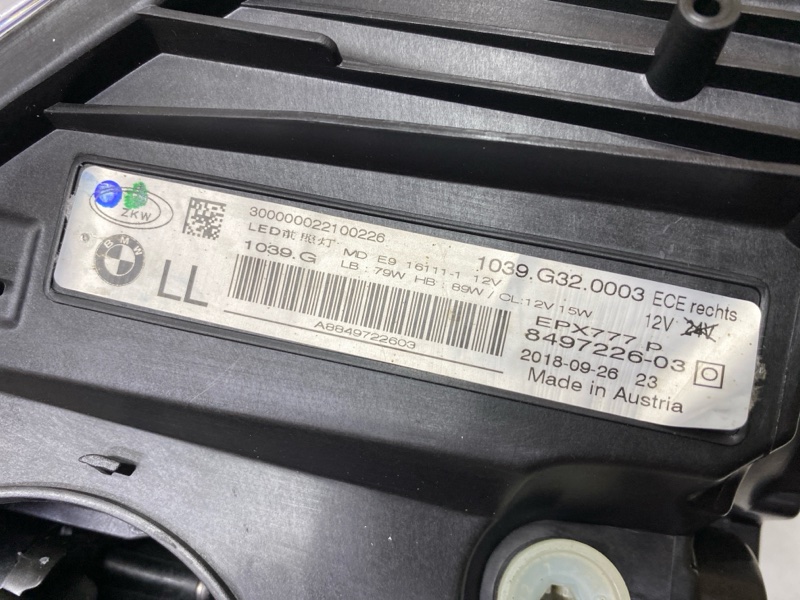 ZKW
300000022100226
LED前照灯 MD E9 16111-1 12V
1039.G LB : 79W HB : 89W / CL:12V 15W
BMW
LL
A8849722603
1039.G32.0003 ECE rechts
12V 24V
EPX777 P
8497226-03
2018-09-26 23
Made in Austria